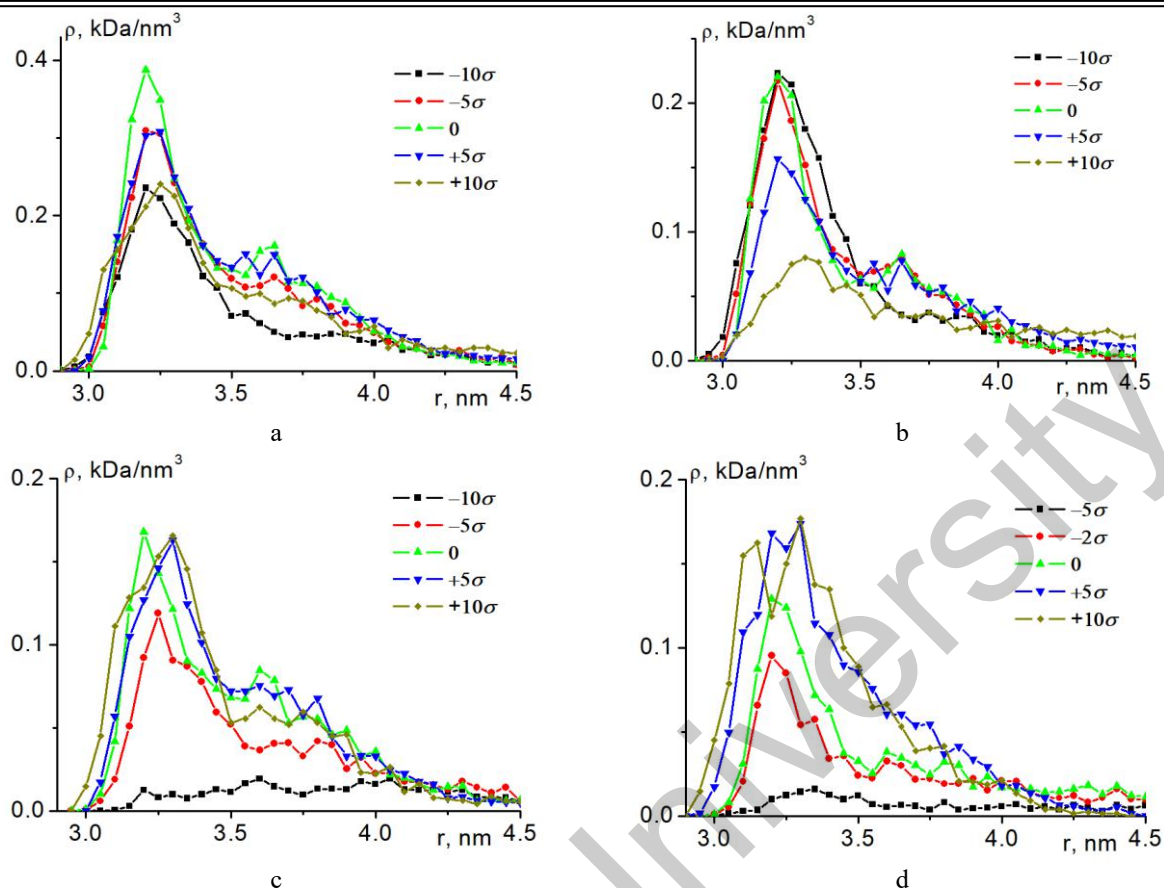 ρ, kDa/nm³
0.4
0.2
0.0
3.0 3.5 4.0 4.5
r, nm
–10σ
–5σ
0
+5σ
+10σ
a
ρ, kDa/nm³
0.2
0.1
0.0
3.0 3.5 4.0 4.5
r, nm
–10σ
–5σ
0
+5σ
+10σ
b
ρ, kDa/nm³
0.2
0.1
0.0
3.0 3.5 4.0 4.5
r, nm
–10σ
–5σ
0
+5σ
+10σ
c
ρ, kDa/nm³
0.2
0.1
0.0
3.0 3.5 4.0 4.5
r, nm
–5σ
–2σ
0
+5σ
+10σ
d
University